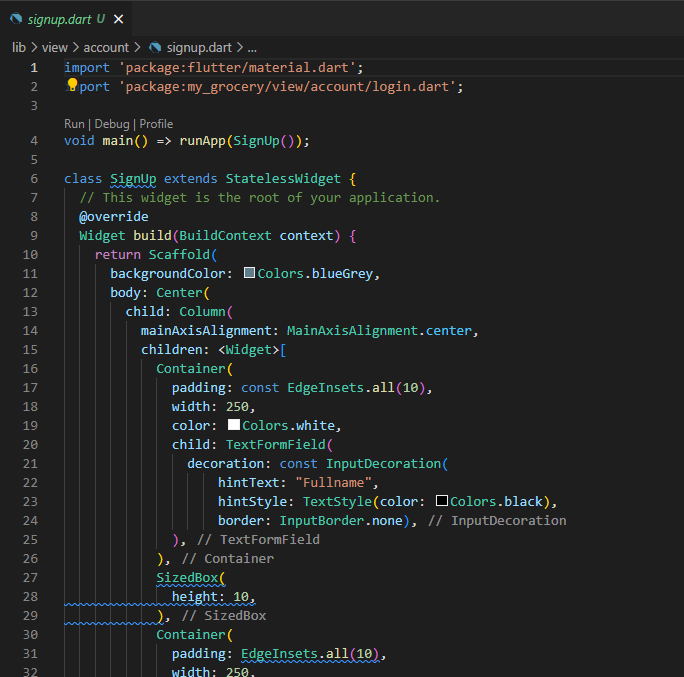 signup.dart U ×
lib > view > account > signup.dart > ...
1 import 'package:flutter/material.dart';
2 port 'package:my_grocery/view/account/login.dart';
3
Run | Debug | Profile
4 void main() => runApp(SignUp());
5
6 class SignUp extends StatelessWidget {
7 // This widget is the root of your application.
8 @override
9 Widget build(BuildContext context) {
10 return Scaffold(
11 backgroundColor: Colors.blueGrey,
12 body: Center(
13 child: Column(
14 mainAxisAlignment: MainAxisAlignment.center,
15 children: <Widget>[
16 Container(
17 padding: const EdgeInsets.all(10),
18 width: 250,
19 color: Colors.white,
20 child: TextFormField(
21 decoration: const InputDecoration(
22 hintText: "Fullname",
23 hintStyle: TextStyle(color: Colors.black),
24 border: InputBorder.none), // InputDecoration
25 ), // TextFormField
26 ), // Container
27 SizedBox(
28 height: 10,
29 ), // SizedBox
30 Container(
31 padding: EdgeInsets.all(10),
32 width: 250,